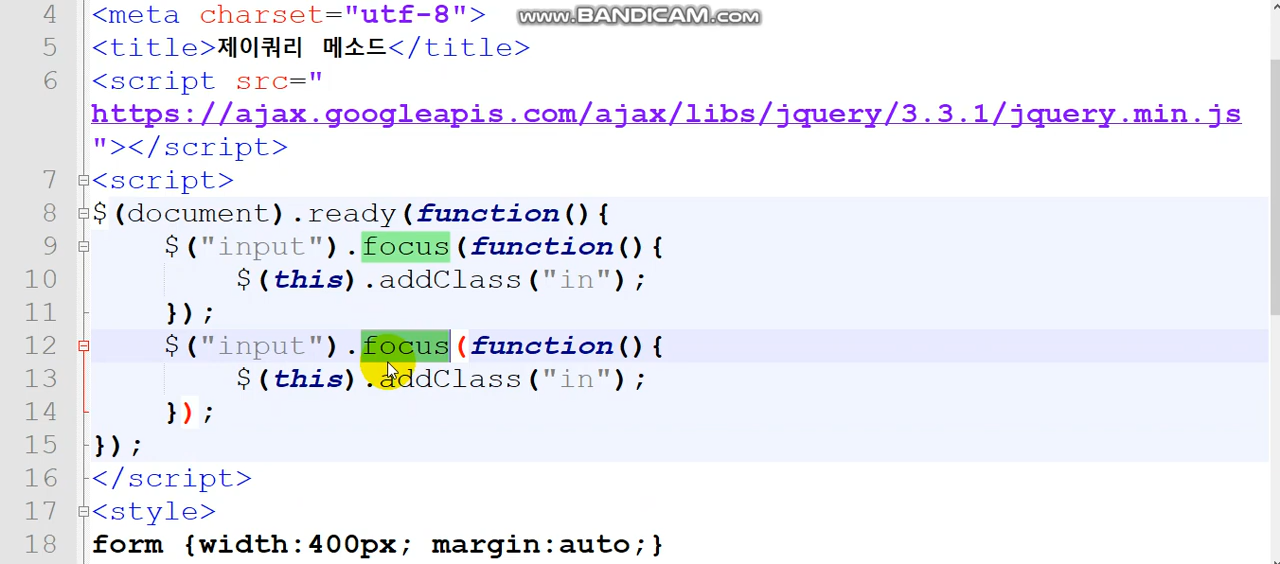 www.BANDICAM.com
4 <meta charset="utf-8">
5 <title>제이쿼리 메소드</title>
6 <script src="
https://ajax.googleapis.com/ajax/libs/jquery/3.3.1/jquery.min.js
"></script>
7 <script>
8 $(document).ready(function(){
9 $("input").focus(function(){
10 $(this).addClass("in");
11 });
12 $("input").focus(function(){
13 $(this).addClass("in");
14 });
15 });
16 </script>
17 <style>
18 form {width:400px; margin:auto;}